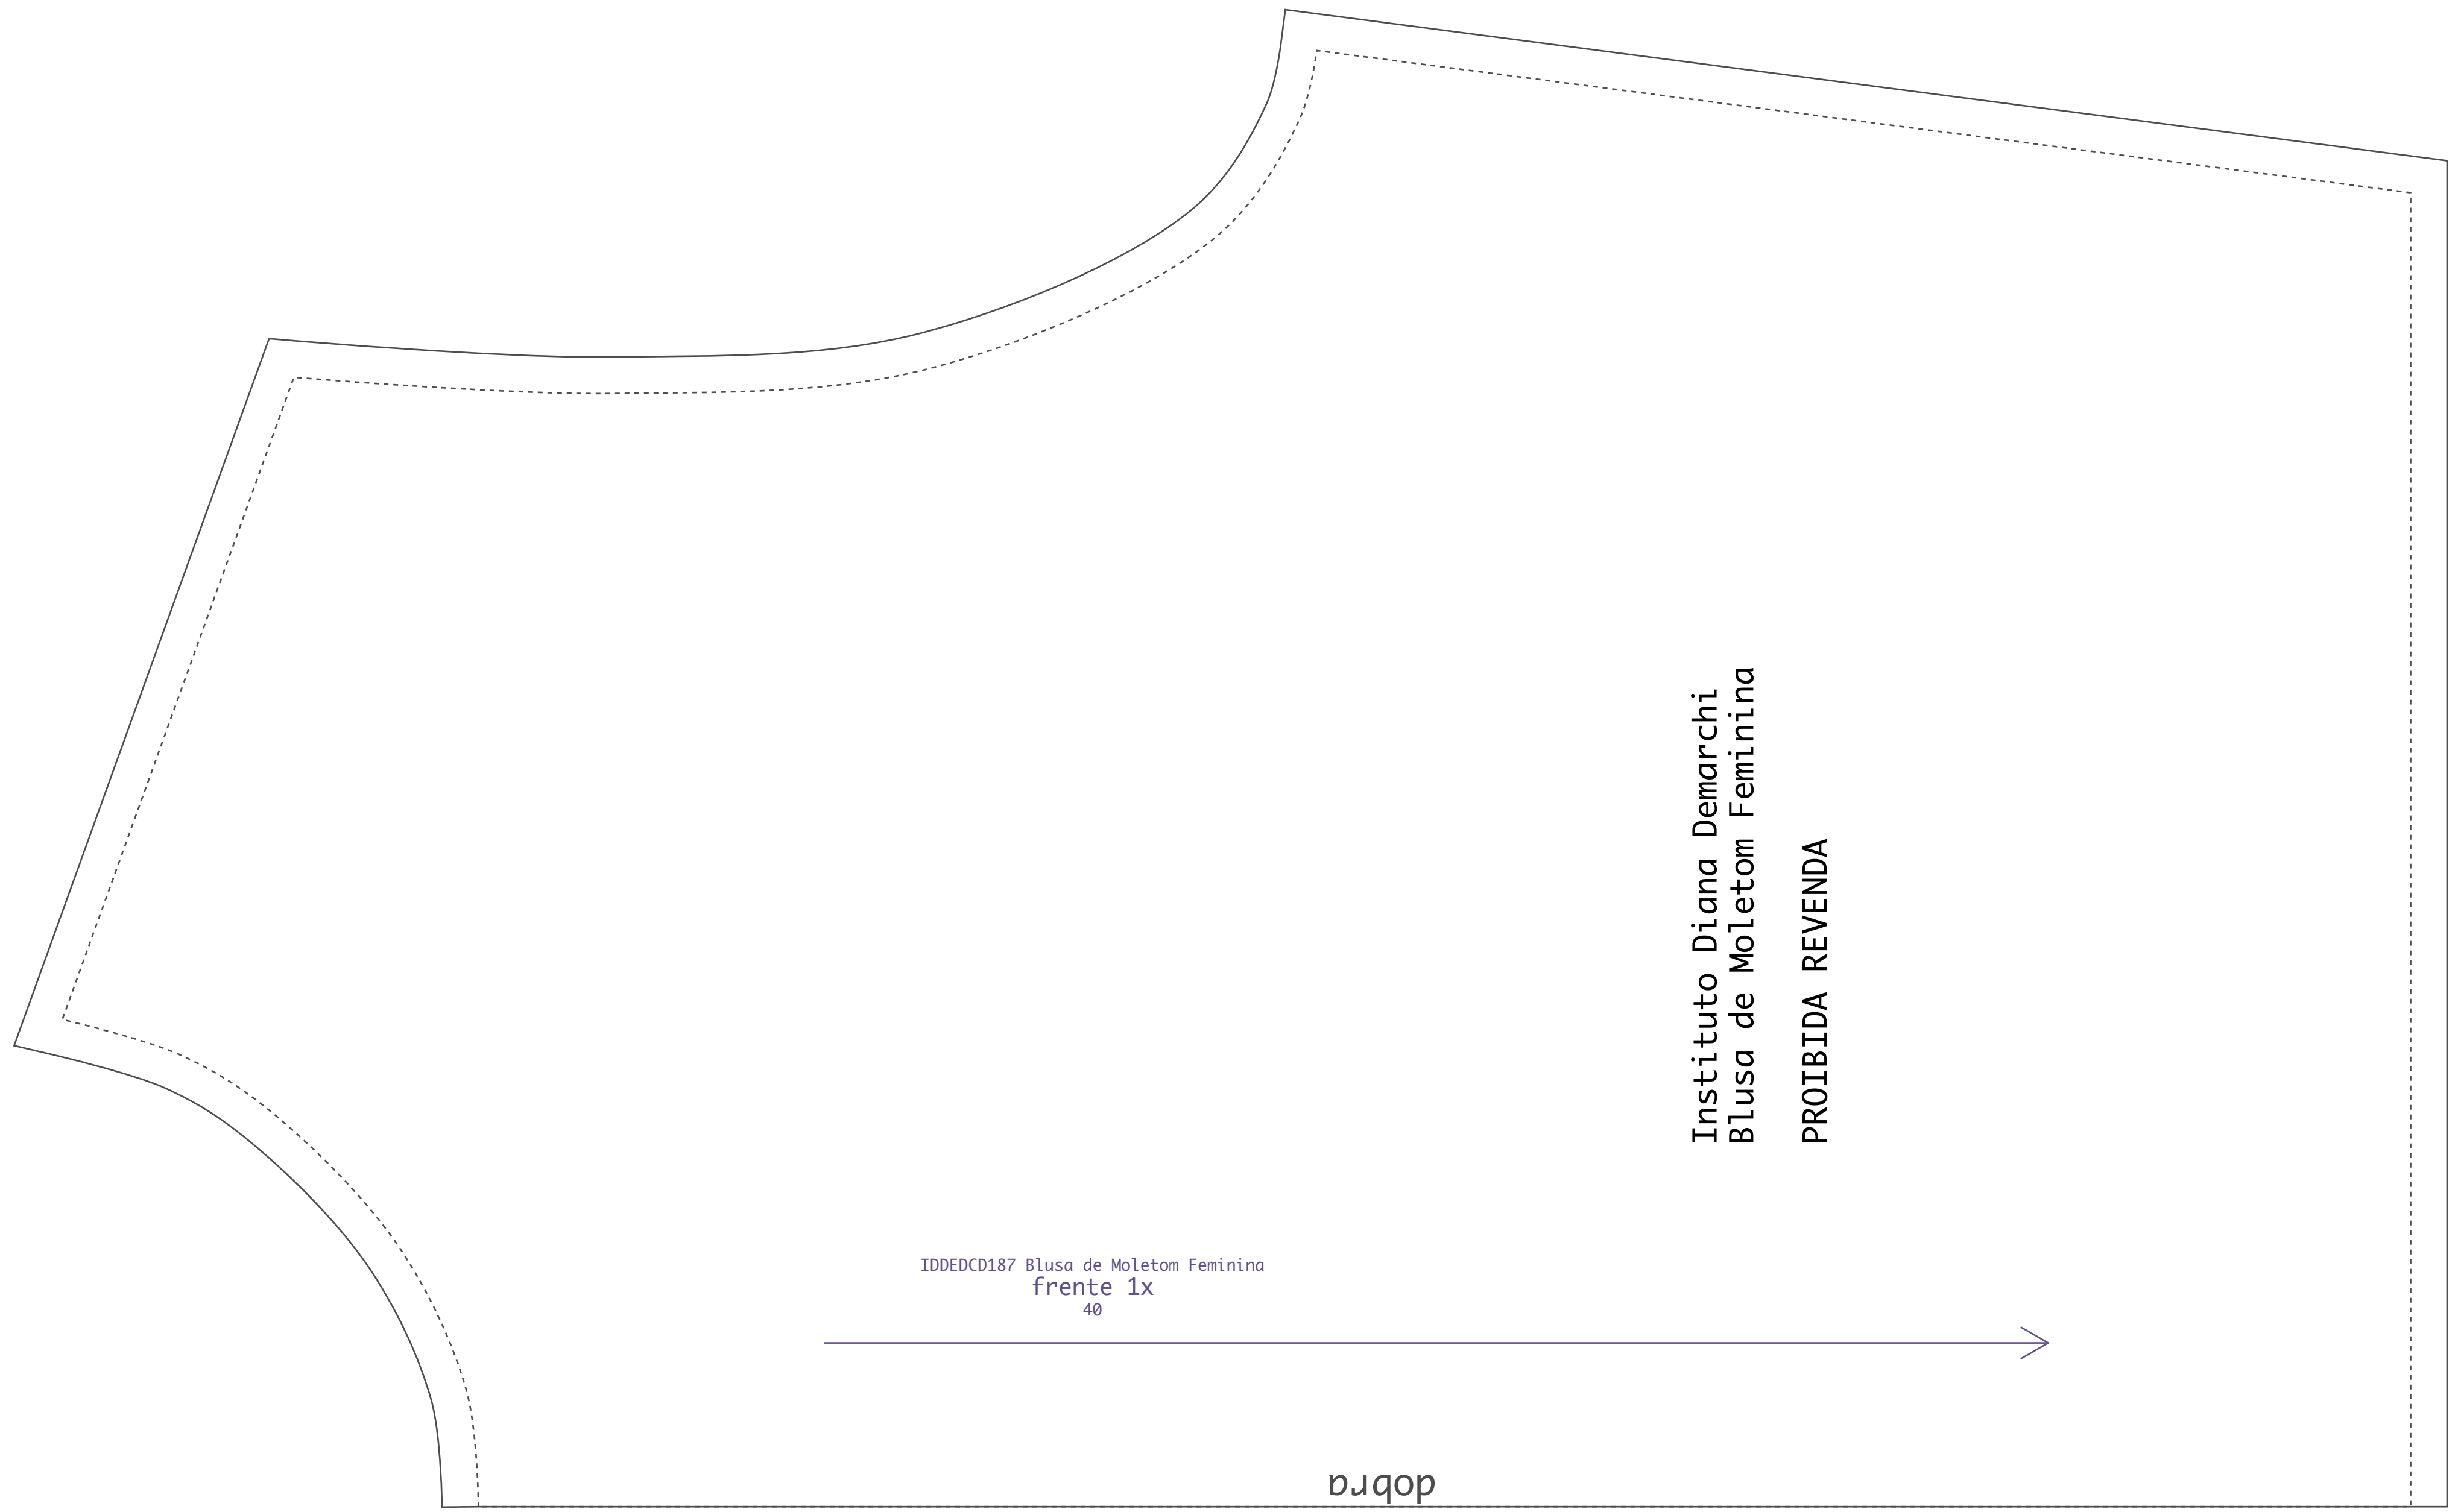 Instituto Diana Demarchi
Blusa de Moletom Feminina
PROIBIDA REVENDA
IDDEDCD187 Blusa de Moletom Feminina
frente 1x
40
dobra